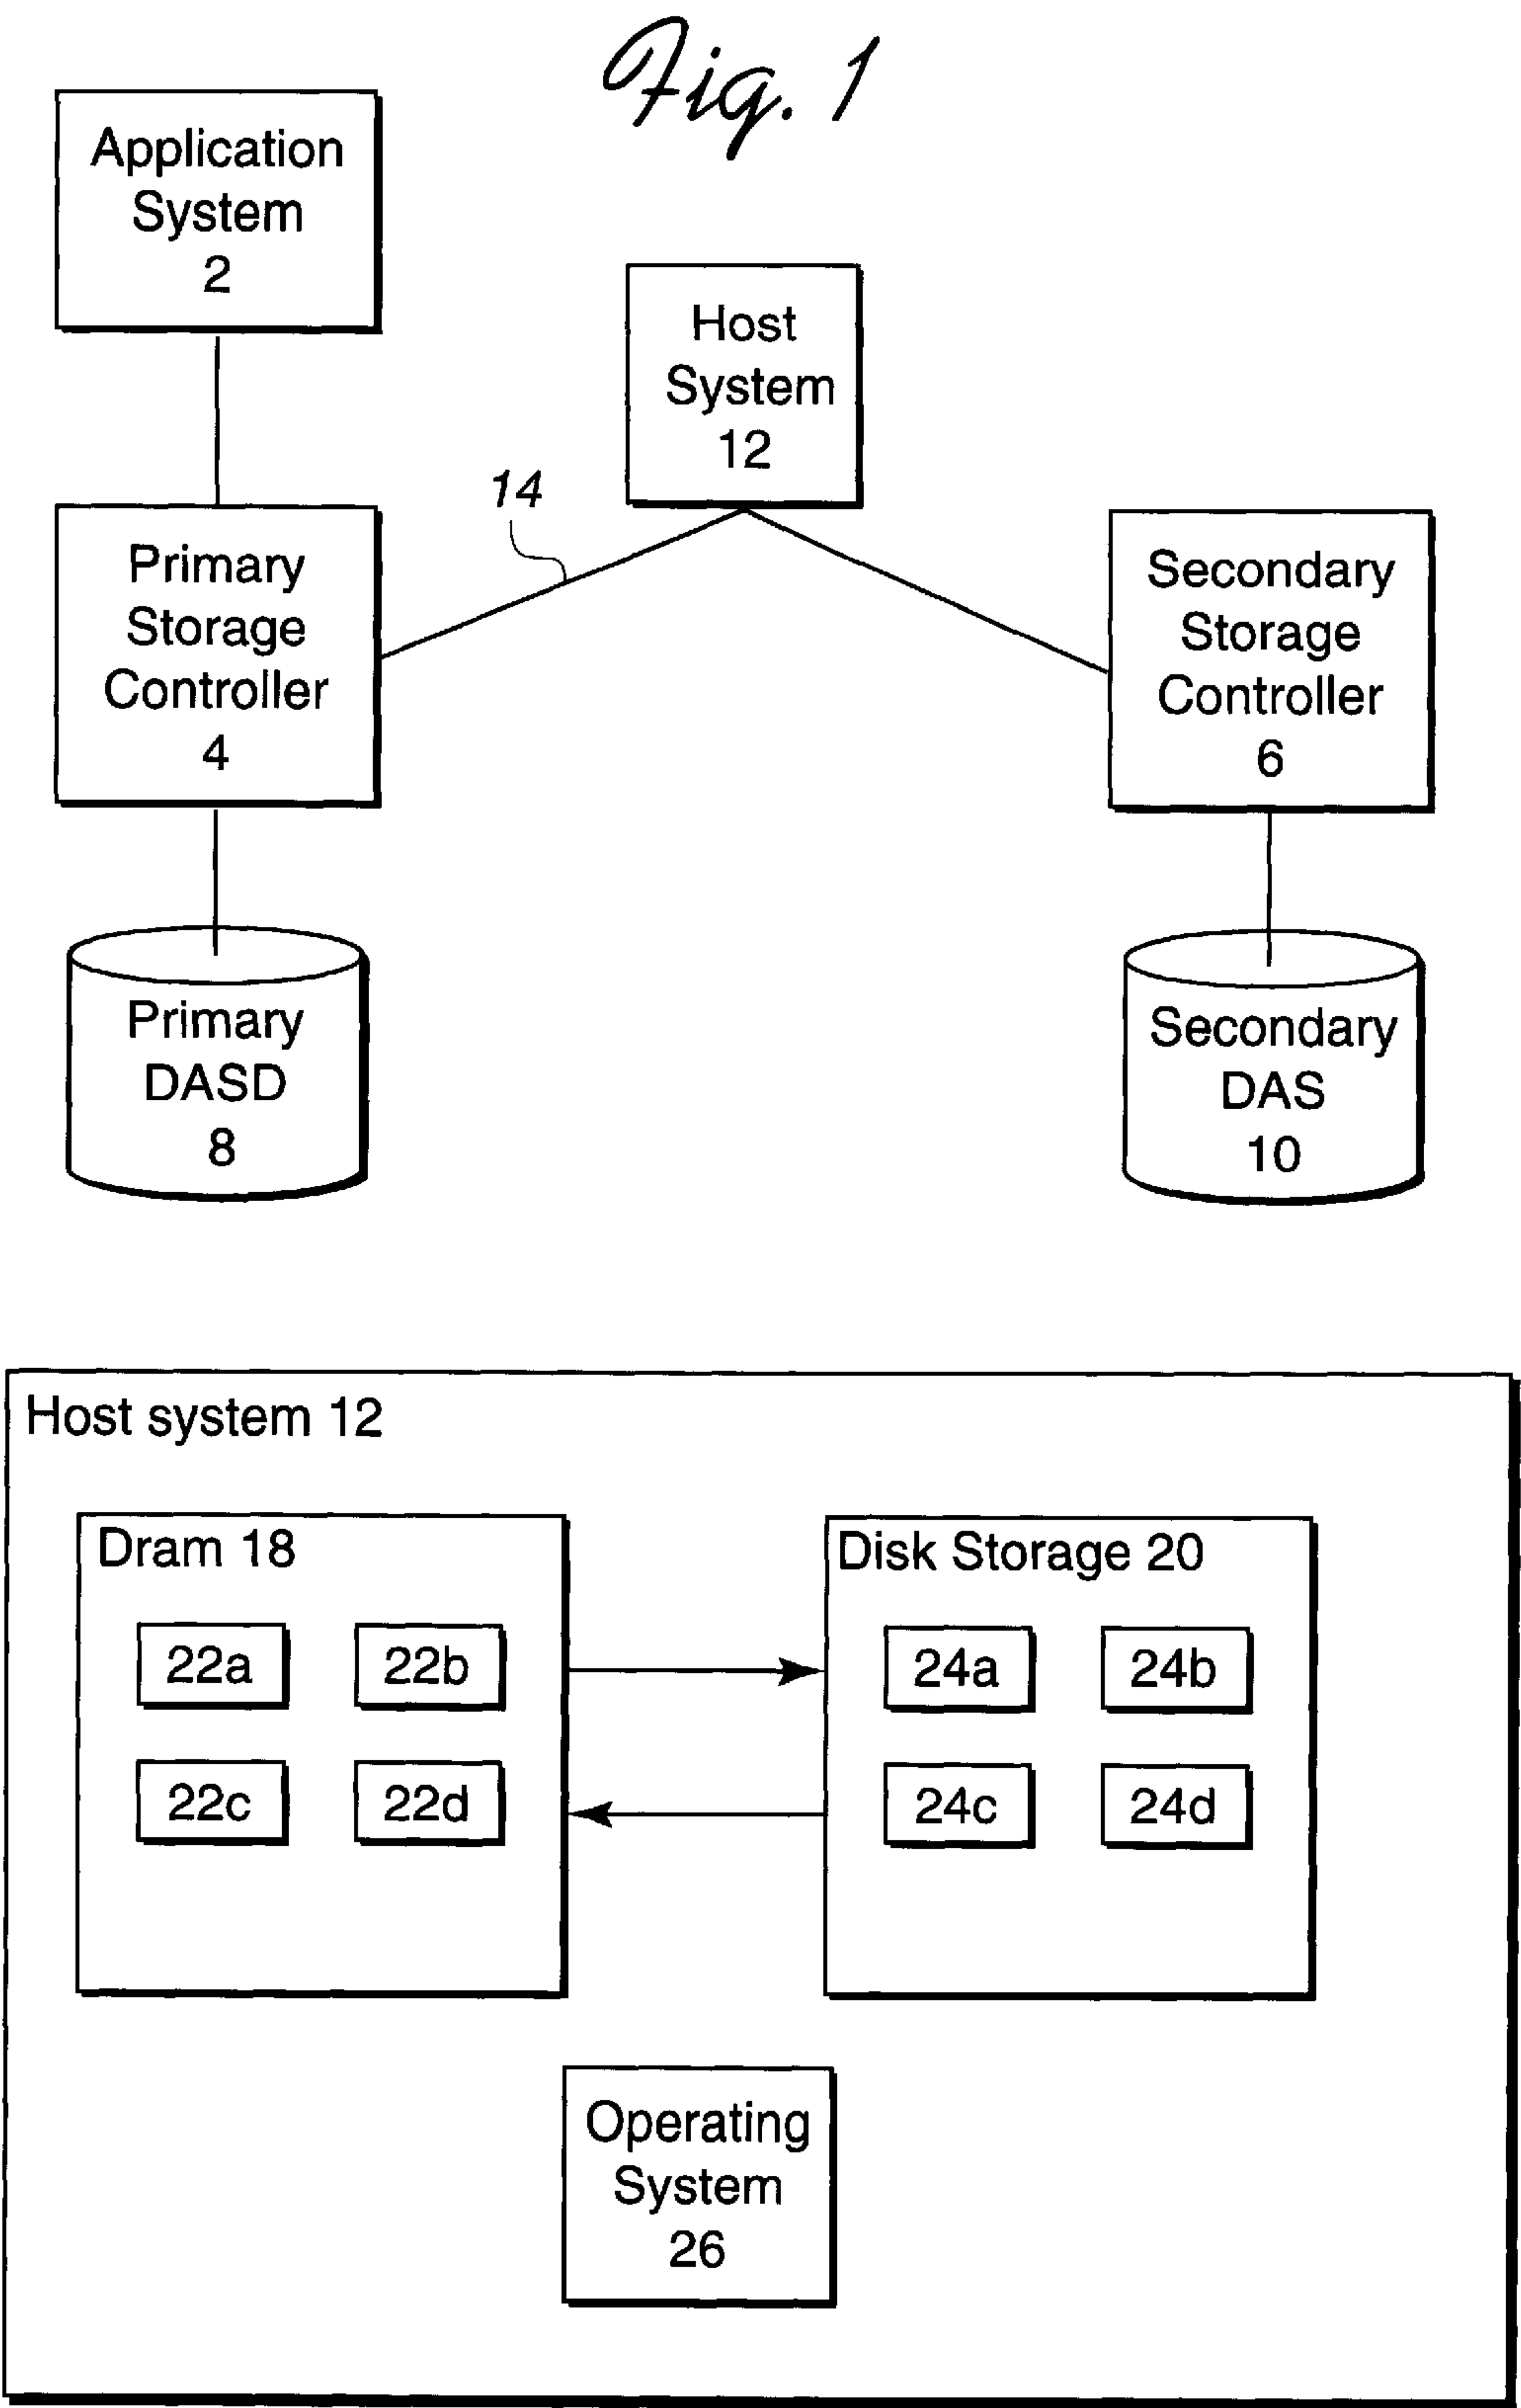 Fig. 1
Application
System
2
Host
System
12
14
Primary
Storage
Controller
4
Secondary
Storage
Controller
6
Primary
DASD
8
Secondary
DAS
10
Host system 12
Dram 18
Disk Storage 20
22a 22b
24a 24b
22c 22d
24c 24d
Operating
System
26